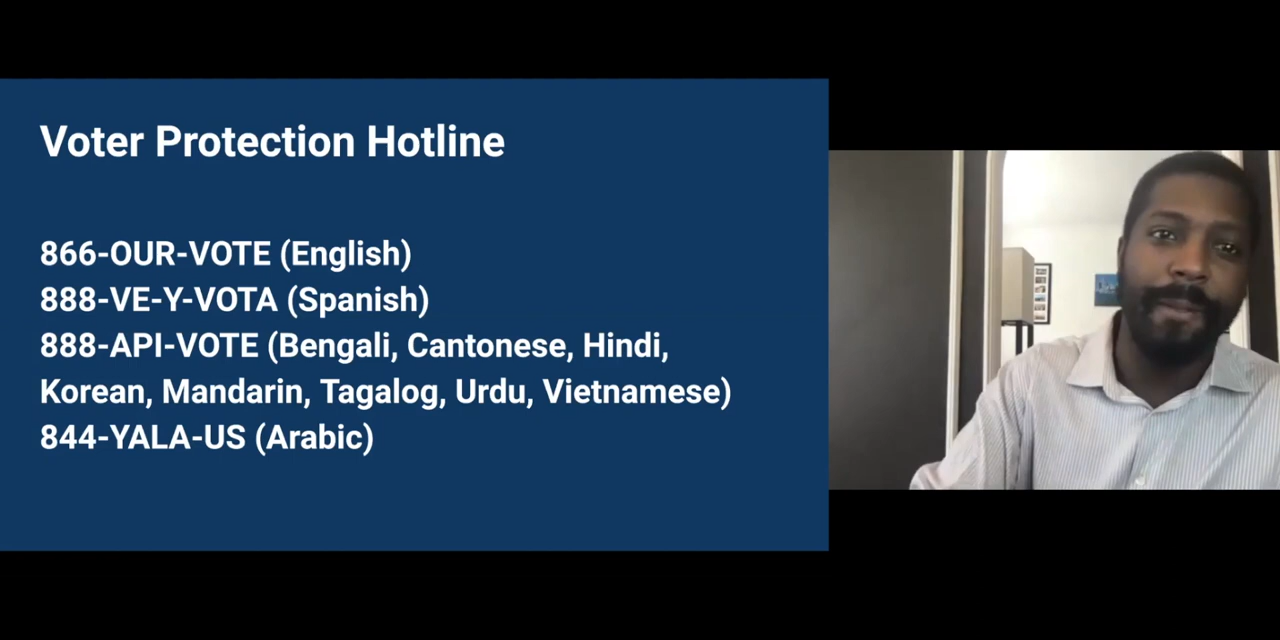 Voter Protection Hotline
866-OUR-VOTE (English)
888-VE-Y-VOTA (Spanish)
888-API-VOTE (Bengali, Cantonese, Hindi,
Korean, Mandarin, Tagalog, Urdu, Vietnamese)
844-YALA-US (Arabic)